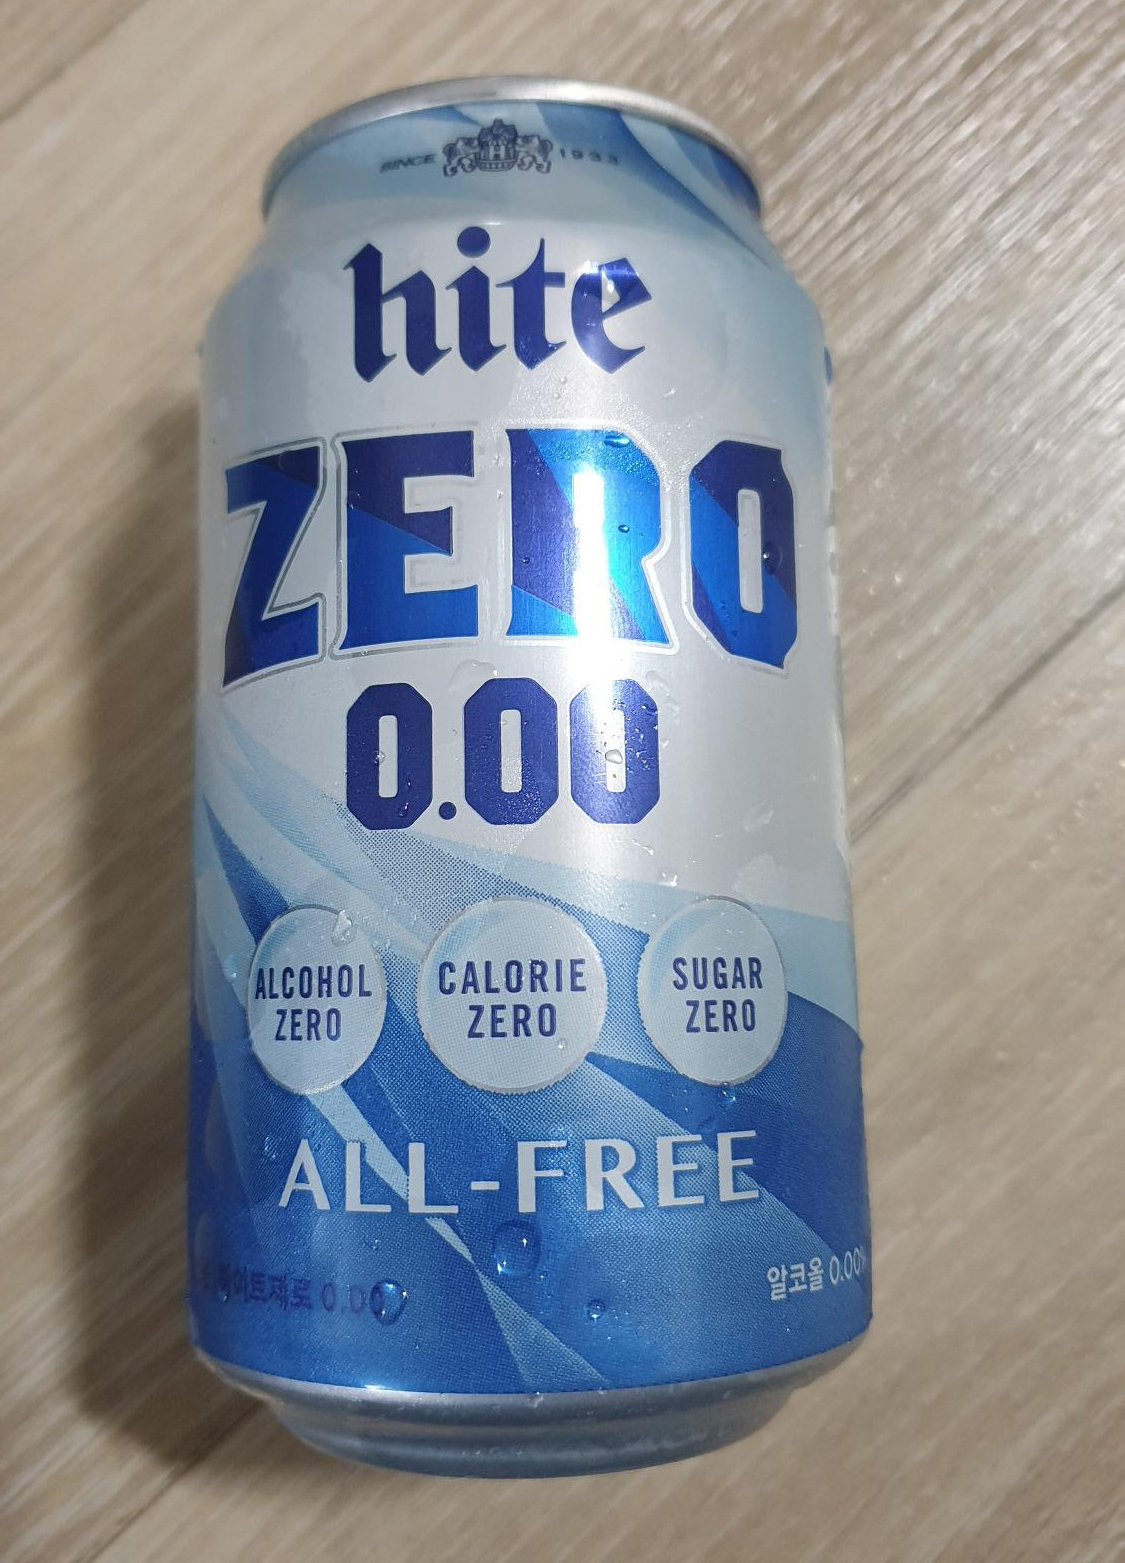 SINCE 1933
hite
ZERO
0.00
ALCOHOL
ZERO
CALORIE
ZERO
SUGAR
ZERO
ALL-FREE
하이트제로 0.00
알코올 0.00%